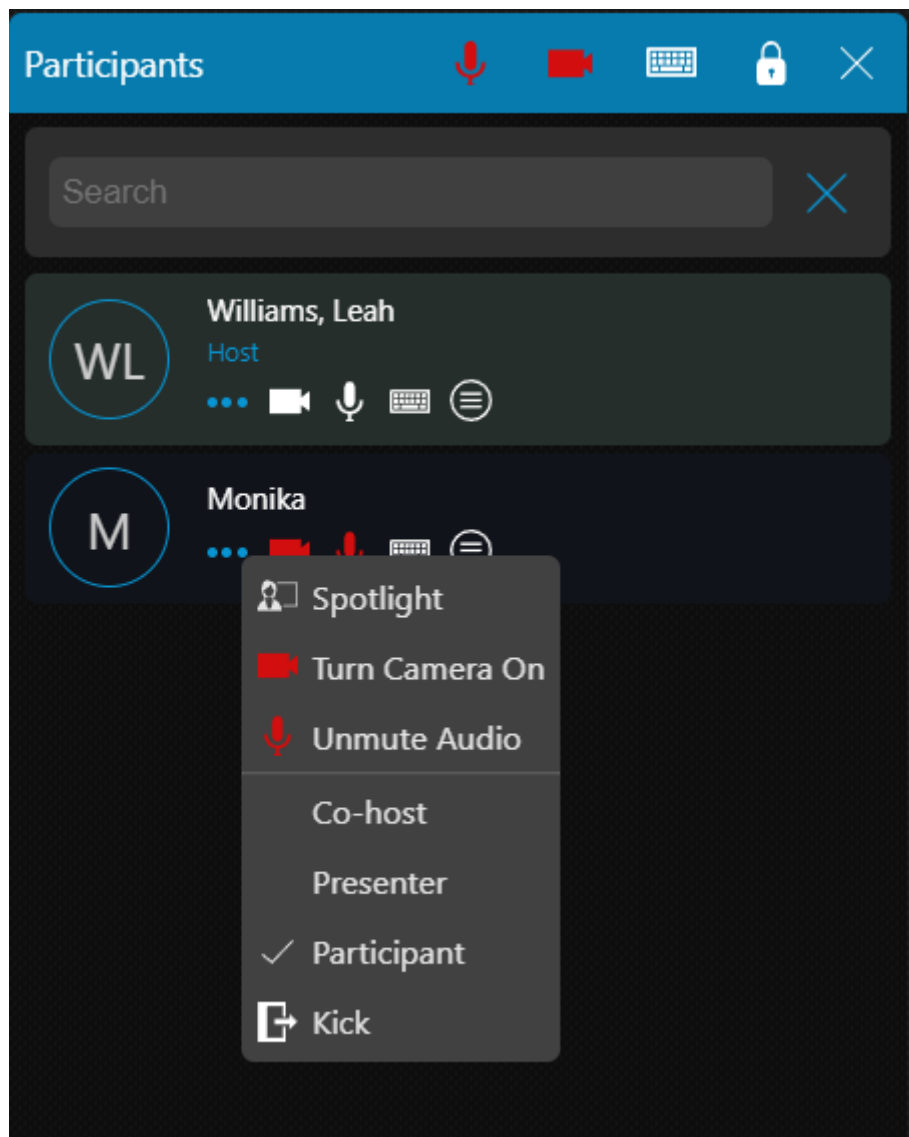 Participants
Search
WL
Williams, Leah
Host
M
Monika
Spotlight
Turn Camera On
Unmute Audio
Co-host
Presenter
Participant
Kick